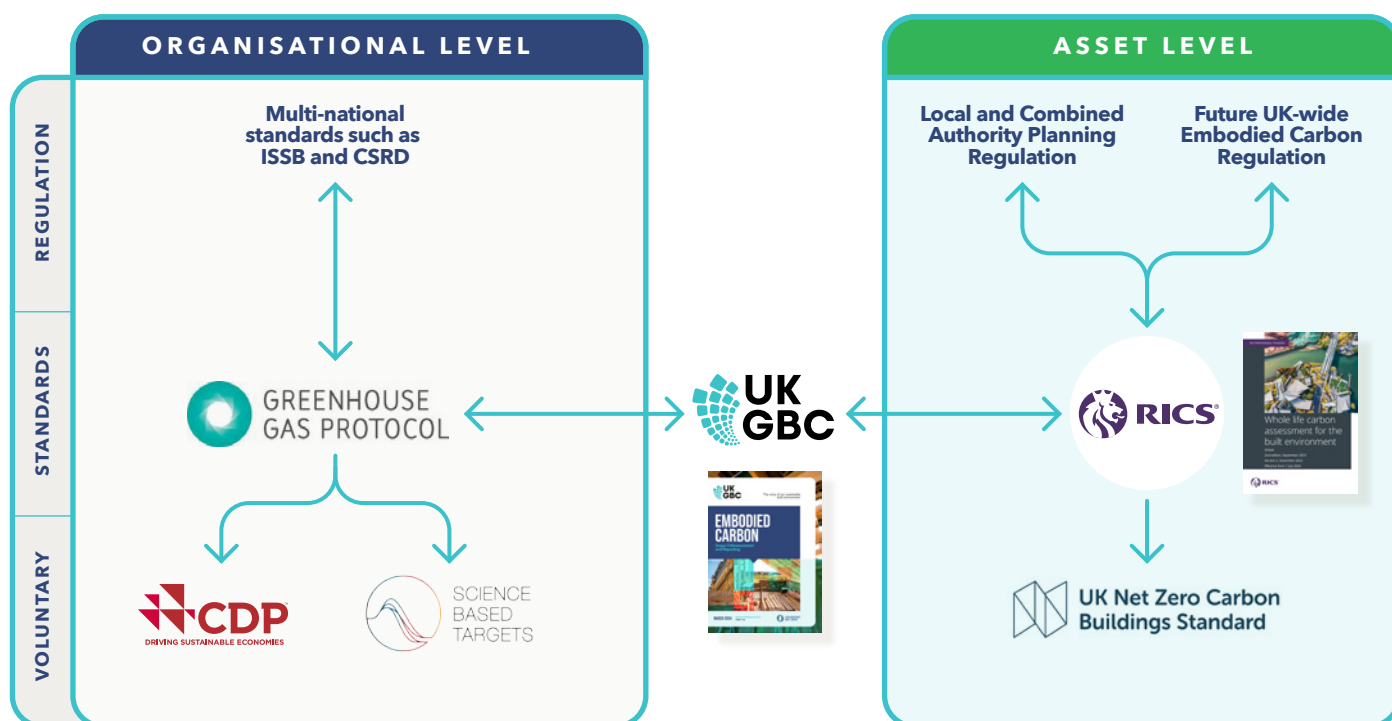 ORGANISATIONAL LEVEL
ASSET LEVEL
REGULATION
STANDARDS
VOLUNTARY
Multi-national
standards such as
ISSB and CSRD
GREENHOUSE
GAS PROTOCOL
CDP
DRIVING SUSTAINABLE ECONOMIES
SCIENCE
BASED
TARGETS
UK
GBC
UK
GBC
EMBODIED
CARBON
Local and Combined
Authority Planning
Regulation
Future UK-wide
Embodied Carbon
Regulation
RICS
Whole life carbon
assessment for the
built environment
RICS
UK Net Zero Carbon
Buildings Standard